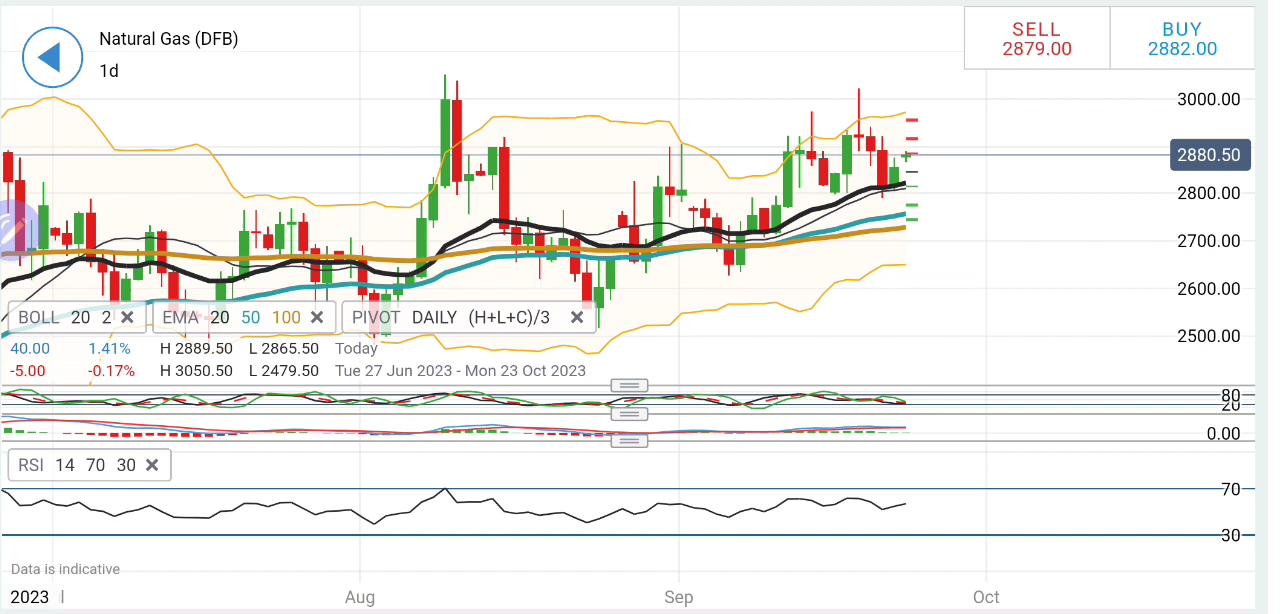 Natural Gas (DFB)
1d
SELL
2879.00
BUY
2882.00
3000.00
2880.50
2800.00
2700.00
2600.00
2500.00
BOLL 20 2 ×
EMA 20 50 100 ×
PIVOT DAILY (H+L+C)/3 ×
40.00 1.41% H 2889.50 L 2865.50 Today
-5.00 -0.17% H 3050.50 L 2479.50 Tue 27 Jun 2023 - Mon 23 Oct 2023
80
20
0.00
RSI 14 70 30 ×
70
30
Data is indicative
2023 Aug Sep Oct